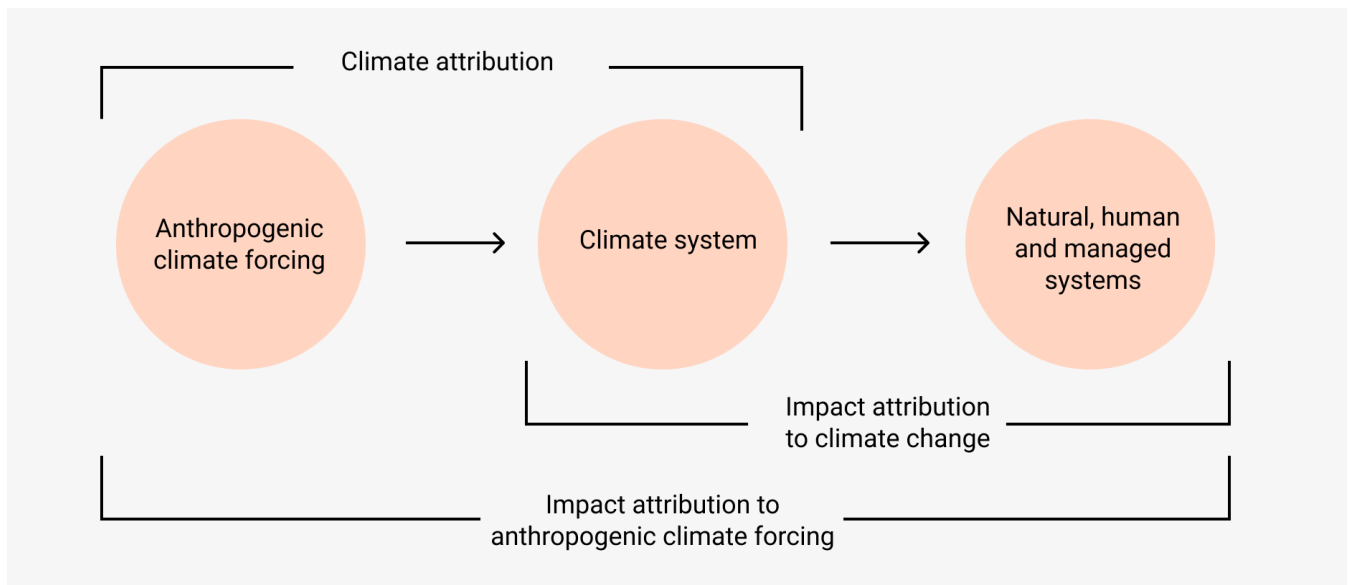 Climate attribution
Anthropogenic
climate forcing
Climate system
Natural, human
and managed
systems
Impact attribution
to climate change
Impact attribution to
anthropogenic climate forcing